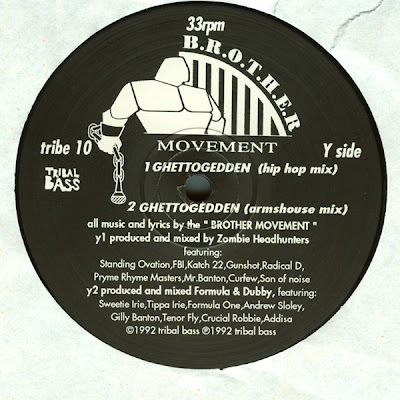 33rpm
B.R.O.T.H.E.R
MOVEMENT
tribe 10
Y side
TRIBAL
BASS
1 GHETTOGEDDEN (hip hop mix)
2 GHETTOGEDDEN (armshouse mix)
all music and lyrics by the " BROTHER MOVEMENT "
y1 produced and mixed by Zombie Headhunters
featuring:
Standing Ovation,FBI,Katch 22,Gunshot,Radical D,
Pryme Rhyme Masters,Mr.Banton,Curfew,Son of noise
y2 produced and mixed Formula & Dubby, featuring:
Sweetie Irie,Tippa Irie,Formula One,Andrew Sloley,
Gilly Banton,Tenor Fly,Crucial Robbie,Addisa
©1992 tribal bass ℗1992 tribal bass